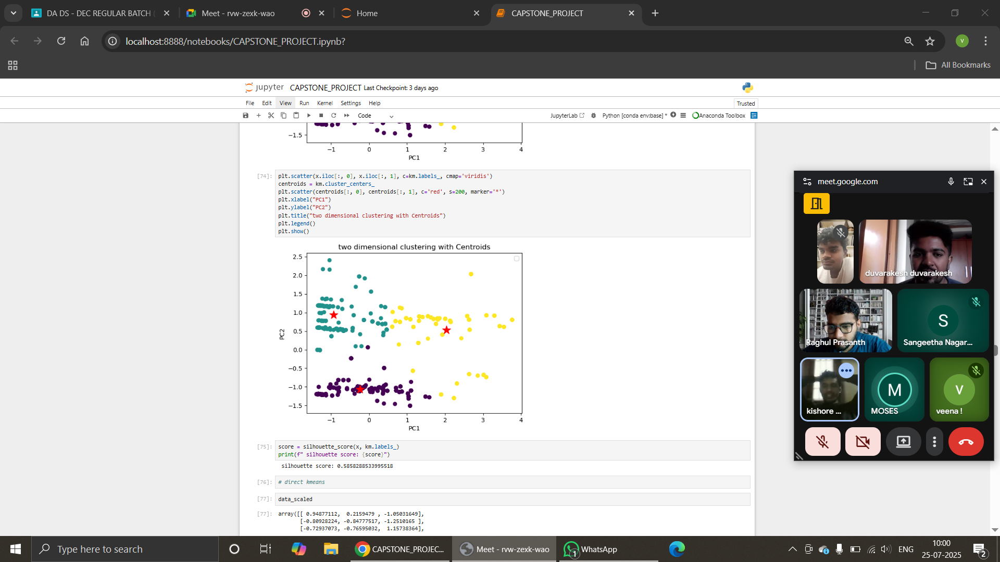 DA DS - DEC REGULAR BATCH (
Meet - rvw-zexk-wao
Home
CAPSTONE_PROJECT
localhost:8888/notebooks/CAPSTONE_PROJECT.ipynb?
V
All Bookmarks
jupyter CAPSTONE_PROJECT Last Checkpoint: 3 days ago
File Edit View Run Kernel Settings Help
Trusted
Code
JupyterLab
Python [conda env:base] *
Anaconda Toolbox
−1.5
−1 0 1 2 3 4
PC1
[74]:
plt.scatter(x.iloc[:, 0], x.iloc[:, 1], c=km.labels_, cmap='viridis')
centroids = km.cluster_centers_
plt.scatter(centroids[:, 0], centroids[:, 1], c='red', s=200, marker='*')
plt.xlabel("PC1")
plt.ylabel("PC2")
plt.title("two dimensional clustering with Centroids")
plt.legend()
plt.show()
two dimensional clustering with Centroids
2.5
2.0
1.5
1.0
0.5
0.0
−0.5
−1.0
−1.5
PC2
−1 0 1 2 3 4
PC1
[75]:
score = silhouette_score(x, km.labels_)
print(f" silhouette score: {score}")
silhouette score: 0.5858288533995518
[76]:
# direct kmeans
[77]:
data_scaled
[77]:
array([[ 0.94877112, 0.2159479 , -1.05031649],
[-0.80928224, -0.84777517, -1.2510165 ],
[-0.72937073, -0.76595032, 1.15738364],
meet.google.com
duvarakesh duvarakesh
Raghul Prasanth
S
Sangeetha Nagar...
kishore ...
M
MOSES
V
veena !
Type here to search
CAPSTONE_PROJEC...
Meet - rvw-zexk-wao
1
WhatsApp
ENG
10:00
25-07-2025
2